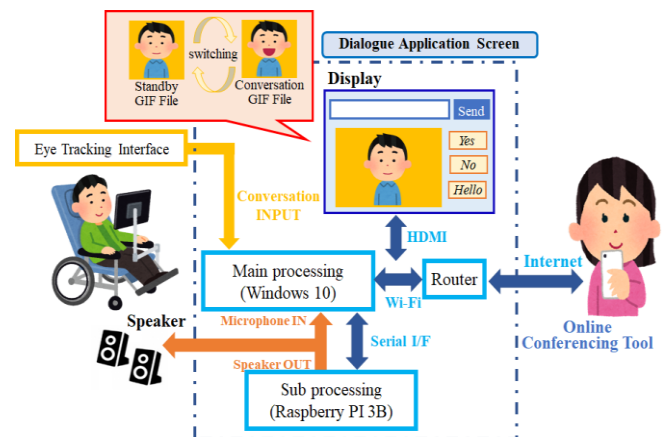 Dialogue Application Screen
switching
Standby
GIF File
Conversation
GIF File
Display
Send
Yes
No
Hello
Eye Tracking Interface
Conversation
INPUT
HDMI
Main processing
(Windows 10)
Router
Internet
Wi-Fi
Speaker
Microphone IN
Serial I/F
Online
Conferencing Tool
Speaker OUT
Sub processing
(Raspberry PI 3B)